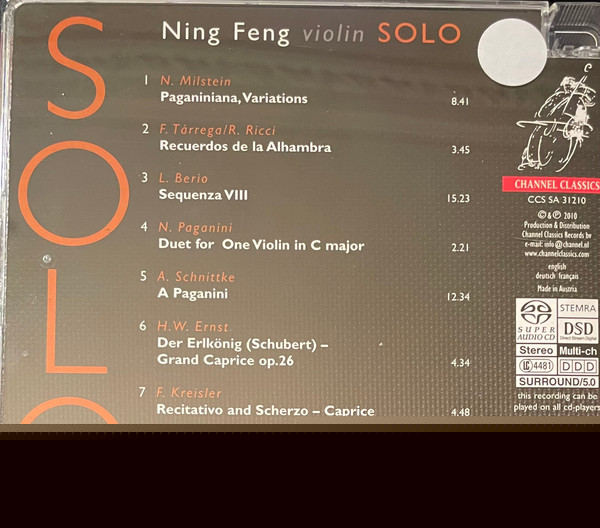 SOLO
Ning Feng violin SOLO
1 N. Milstein
Paganiniana, Variations 8.41
2 F. Tàrrega/R. Ricci
Recuerdos de la Alhambra 3.45
3 L. Berio
Sequenza VIII 15.23
4 N. Paganini
Duet for One Violin in C major 2.21
5 A. Schnittke
A Paganini 12.34
6 H.W. Ernst
Der Erlkönig (Schubert) –
Grand Caprice op.26 4.34
7 F. Kreisler
Recitativo and Scherzo – Caprice 4.48
CHANNEL CLASSICS
CCS SA 31210
©&℗ 2010
Production & Distribution
Channel Classics Records bv
e-mail: info@channel.nl
www.channelclassics.com
english
deutsch français
Made in Austria
SUPER AUDIO CD
STEMRA
DSD
Direct Stream Digital
Stereo Multi-ch
LC 4481 DDD
SURROUND/5.0
this recording can be
played on all cd-players